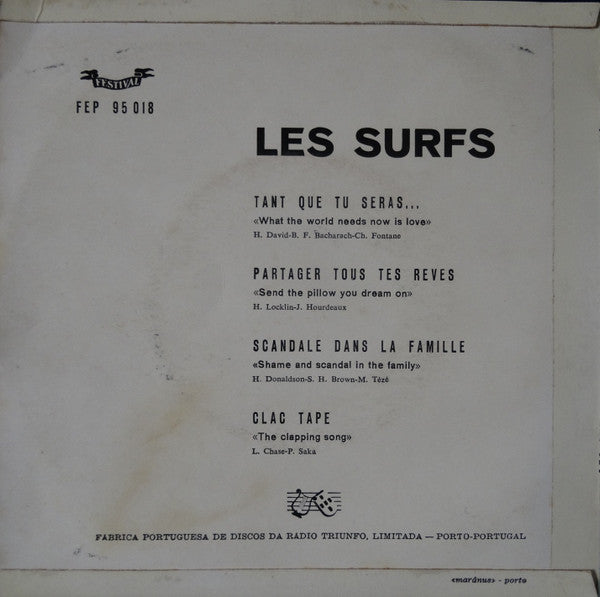 FESTIVAL
FEP 95 018
LES SURFS
TANT QUE TU SERAS...
«What the world needs now is love»
H. David-B. F. Bacharach-Ch. Fontane
PARTAGER TOUS TES REVES
«Send the pillow you dream on»
H. Locklin-J. Hourdeaux
SCANDALE DANS LA FAMILLE
«Shame and scandal in the family»
H. Donaldson-S. H. Brown-M. Tézé
CLAC TAPE
«The clapping song»
L. Chase-P. Saka
FÁBRICA PORTUGUESA DE DISCOS DA RÁDIO TRIUNFO, LIMITADA — PORTO-PORTUGAL
«maránus» - porto